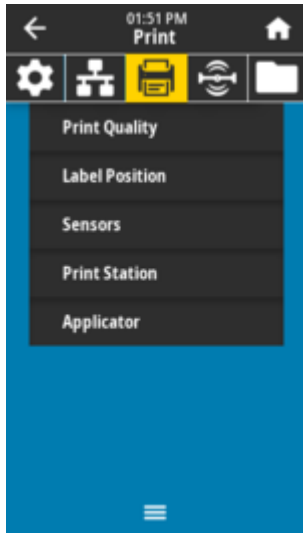 01:51 PM
Print
Print Quality
Label Position
Sensors
Print Station
Applicator